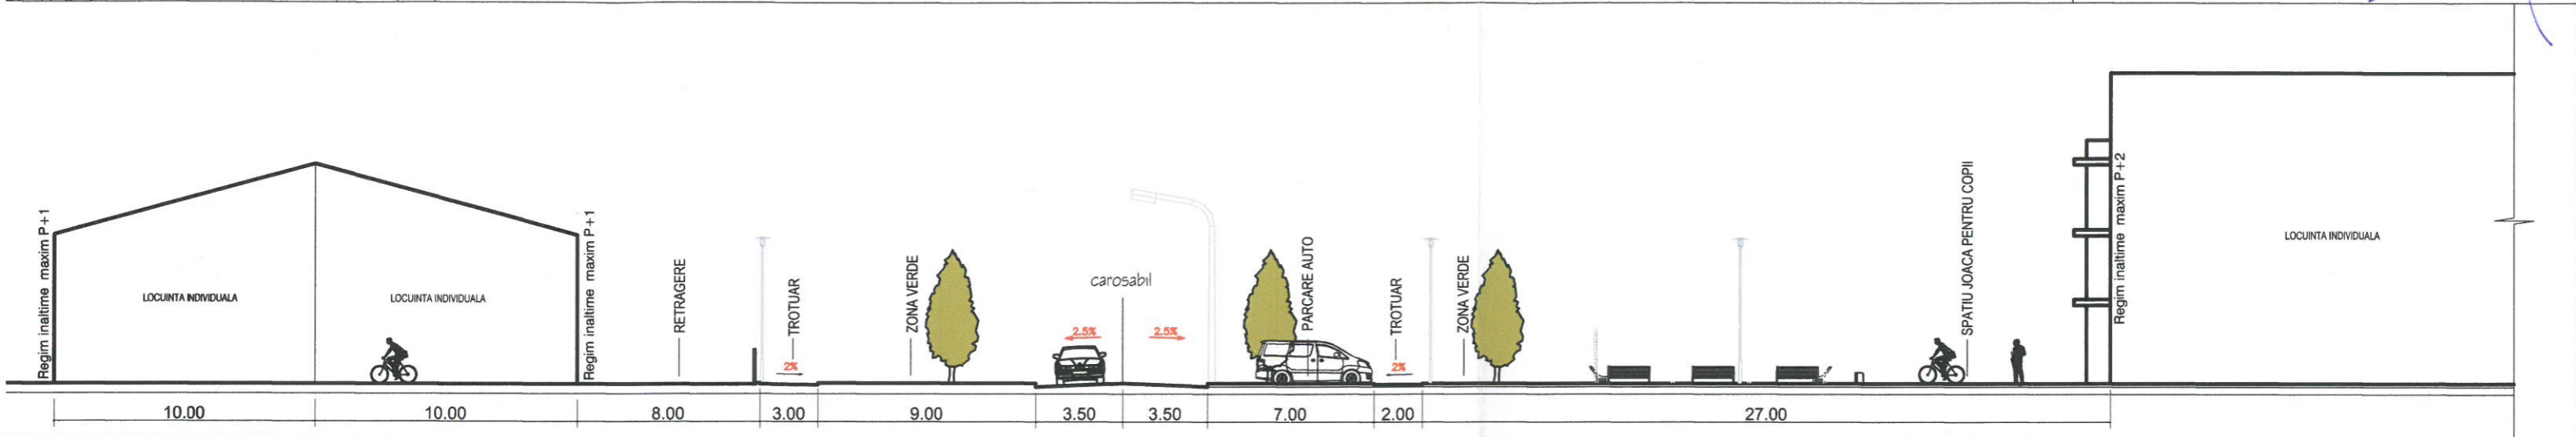 Regim inaltime maxim P+1
LOCUINTA INDIVIDUALA
LOCUINTA INDIVIDUALA
Regim inaltime maxim P+1
RETRAGERE
TROTUAR
2%
ZONA VERDE
carosabil
2.5%
2.5%
PARCARE AUTO
TROTUAR
2%
ZONA VERDE
SPATIU JOACA PENTRU COPII
Regim inaltime maxim P+2
LOCUINTA INDIVIDUALA
10.00
10.00
8.00
3.00
9.00
3.50
3.50
7.00
2.00
27.00